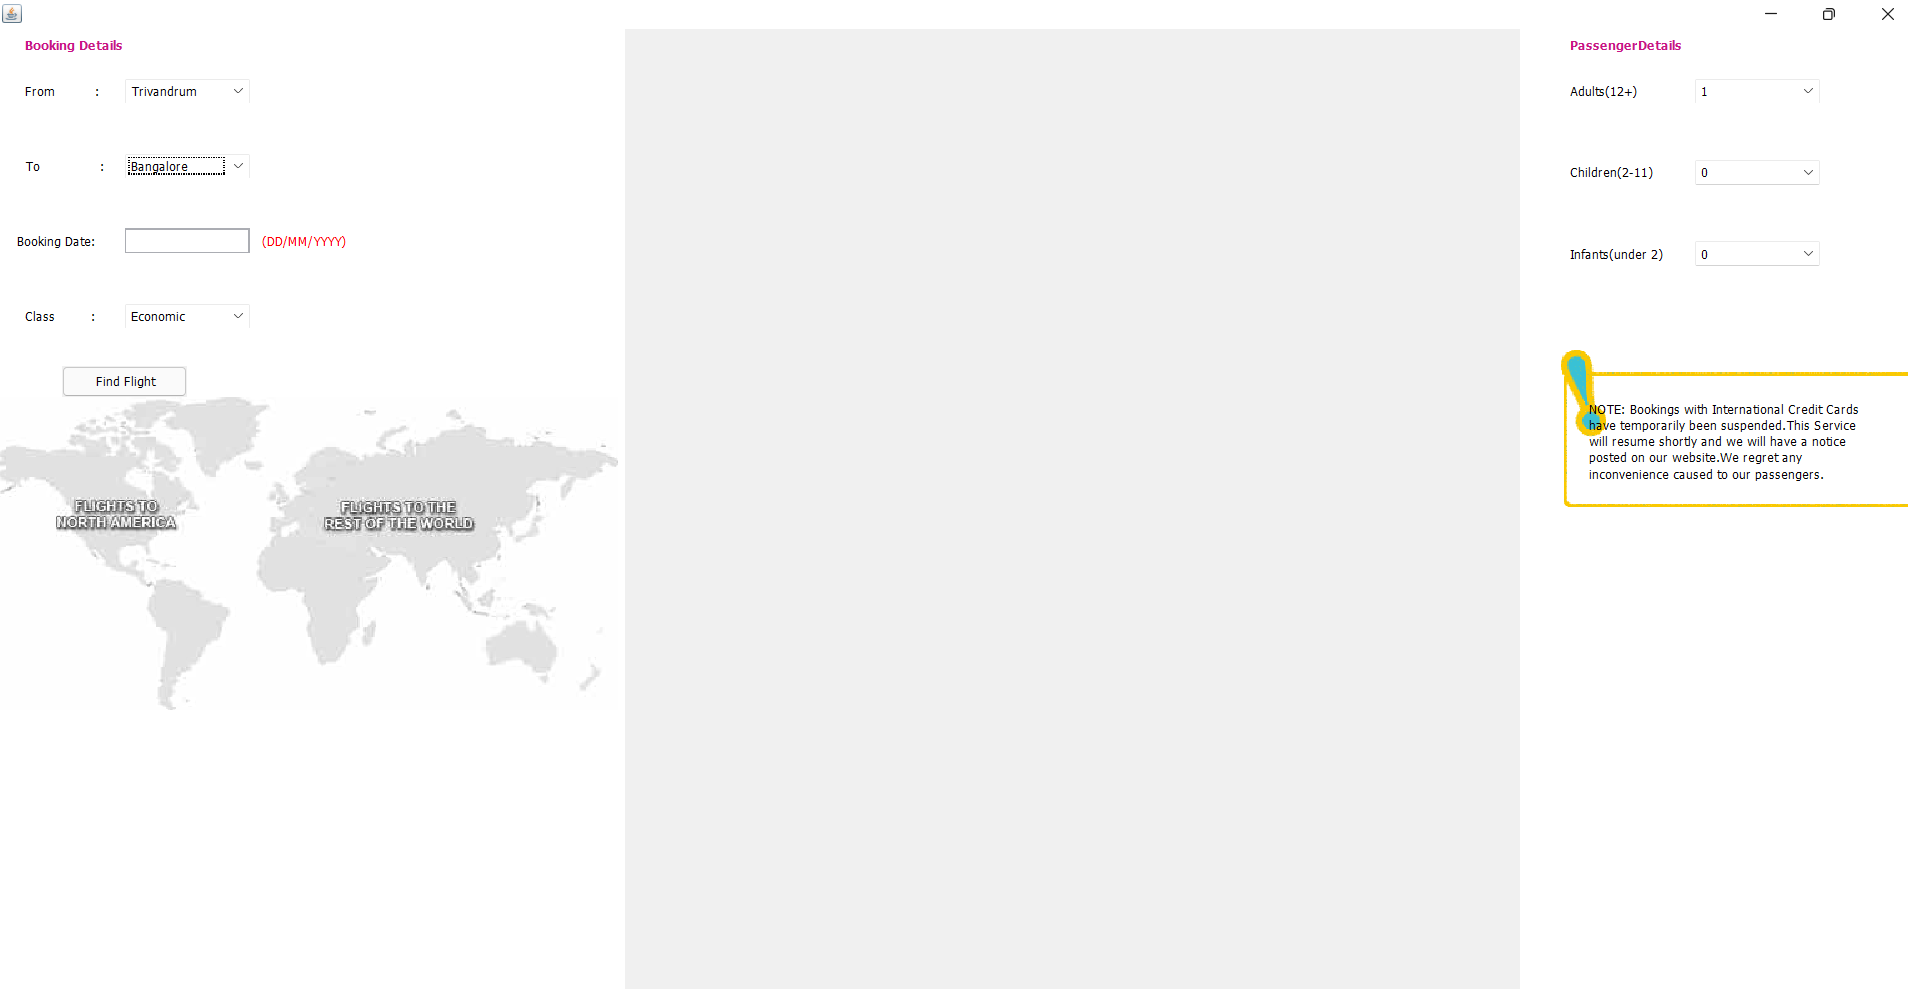 Booking Details
From :
Trivandrum
To :
Bangalore
Booking Date:
(DD/MM/YYYY)
Class :
Economic
Find Flight
FLIGHTS TO
NORTH AMERICA
FLIGHTS TO THE
REST OF THE WORLD
PassengerDetails
Adults(12+)
1
Children(2-11)
0
Infants(under 2)
0
NOTE: Bookings with International Credit Cards
have temporarily been suspended.This Service
will resume shortly and we will have a notice
posted on our website.We regret any
inconvenience caused to our passengers.